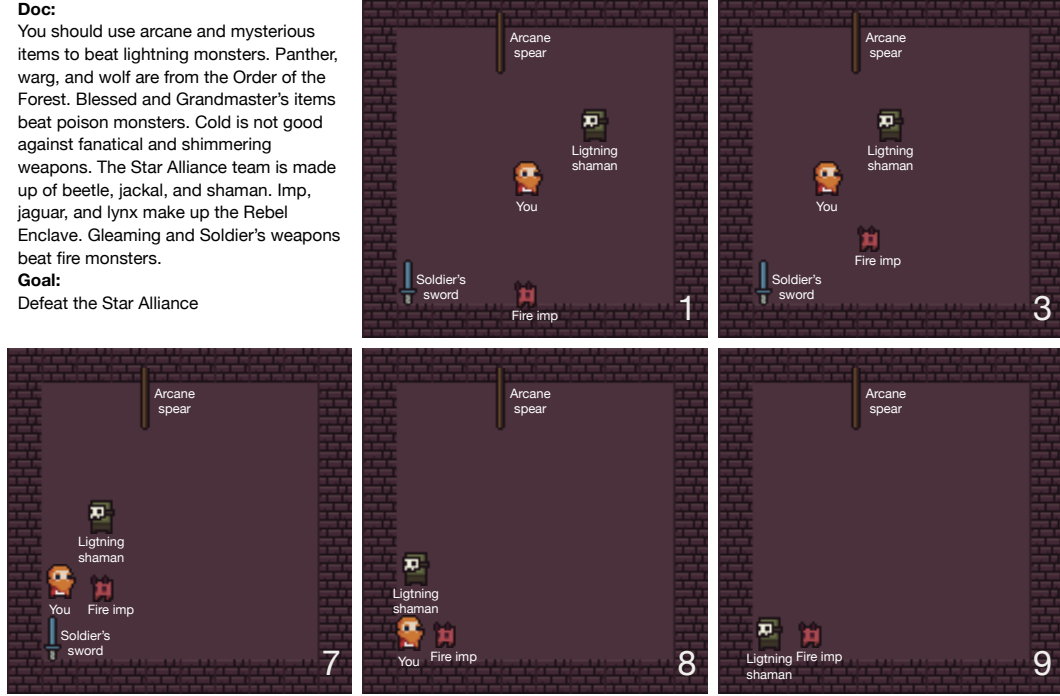 Doc:
You should use arcane and mysterious
items to beat lightning monsters. Panther,
warg, and wolf are from the Order of the
Forest. Blessed and Grandmaster's items
beat poison monsters. Cold is not good
against fanatical and shimmering
weapons. The Star Alliance team is made
up of beetle, jackal, and shaman. Imp,
jaguar, and lynx make up the Rebel
Enclave. Gleaming and Soldier's weapons
beat fire monsters.
Goal:
Defeat the Star Alliance
Arcane
spear
Ligtning
shaman
You
Soldier's
sword
Fire imp
1
Arcane
spear
Ligtning
shaman
You
Fire imp
Soldier's
sword
3
Arcane
spear
Ligtning
shaman
You Fire imp
Soldier's
sword
7
Arcane
spear
Ligtning
shaman
You Fire imp
8
Arcane
spear
Ligtning Fire imp
shaman
9